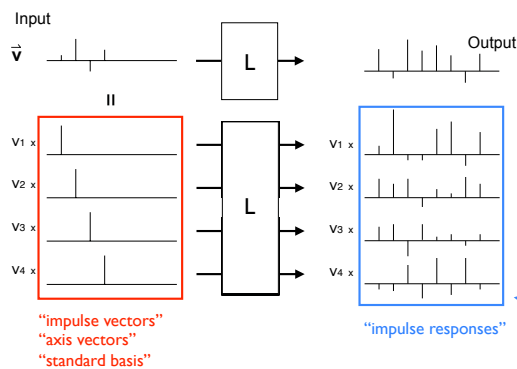 Input
Output
v
L
=
v1 x
v2 x
v3 x
v4 x
L
v1 x
v2 x
v3 x
v4 x
“impulse vectors”
“axis vectors”
“standard basis”
“impulse responses”